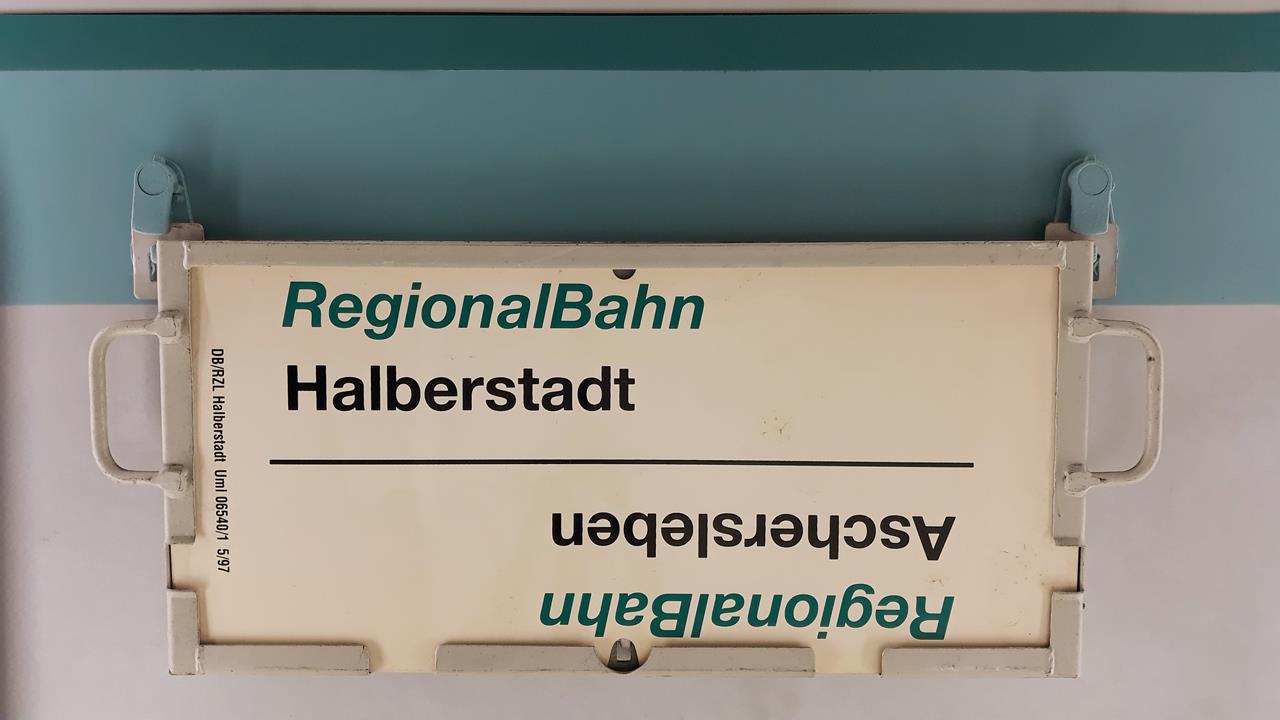 RegionalBahn
Halberstadt
Aschersleben
RegionalBahn
DB/RZL Halberstadt Uml 06540/1 5/97